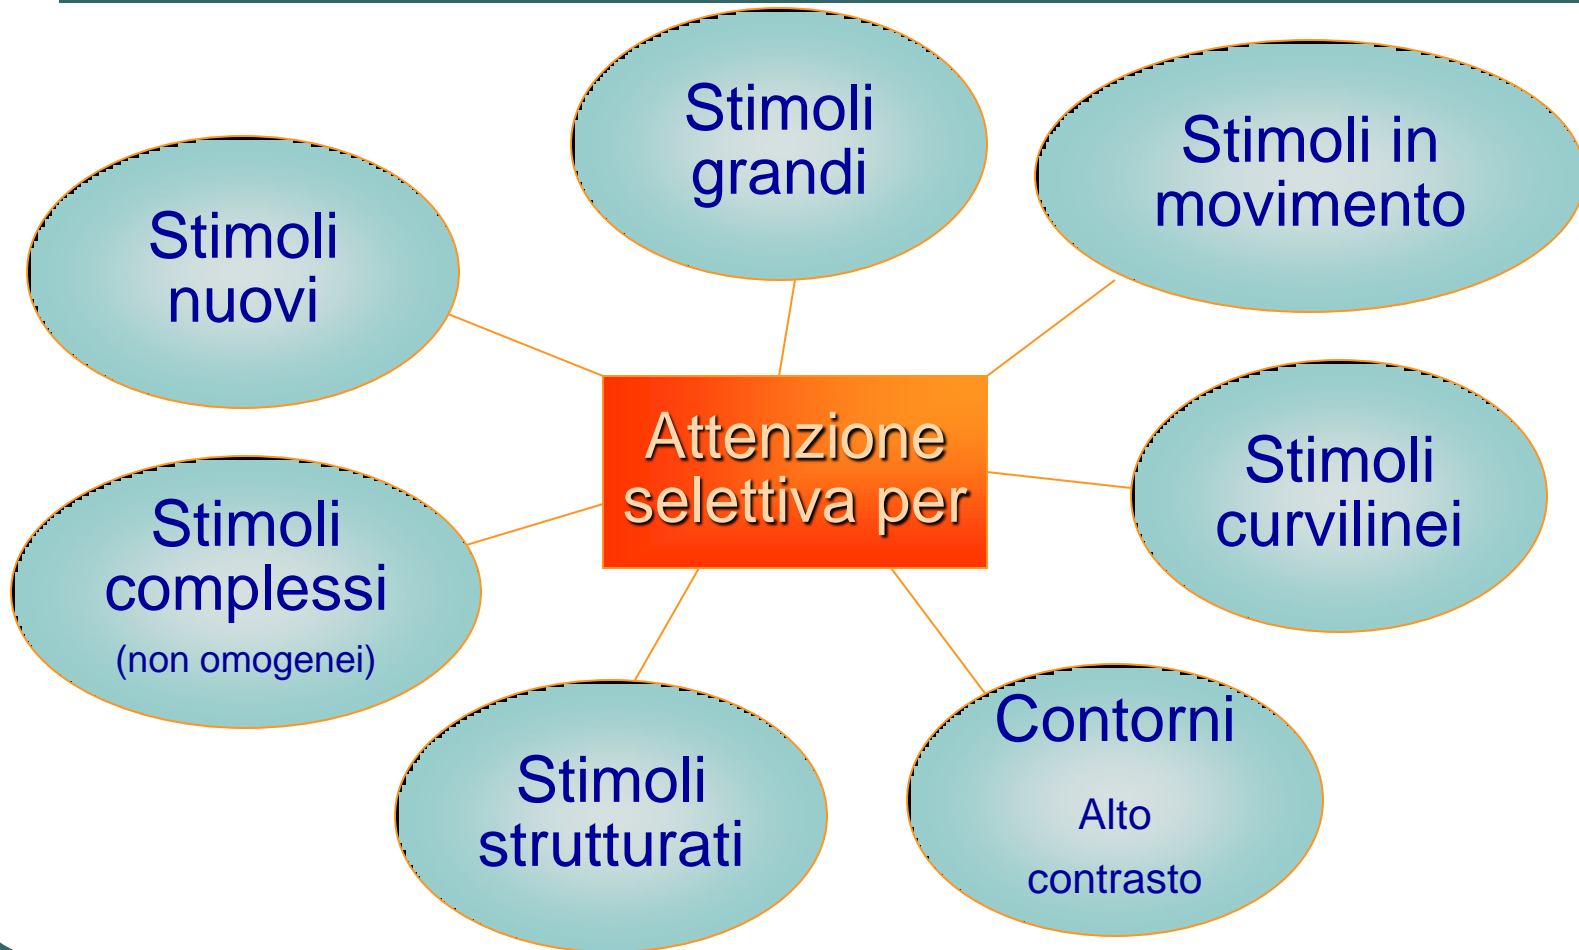 Stimoli
grandi
Stimoli in
movimento
Stimoli
nuovi
Attenzione
selettiva per
Stimoli
curvilinei
Stimoli
complessi
(non omogenei)
Contorni
Alto
contrasto
Stimoli
strutturati